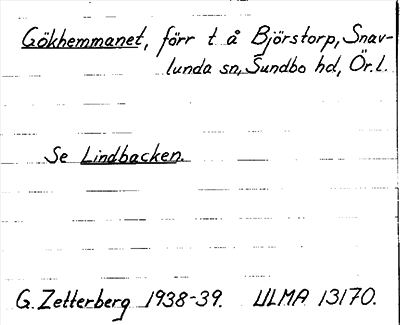 Gökhemmanet, förr t å Björstorp, Snav-
lunda sn, Sundbo hd, Ör. l.
Se Lindbacken.
G. Zetterberg 1938-39. ULMA 13170.